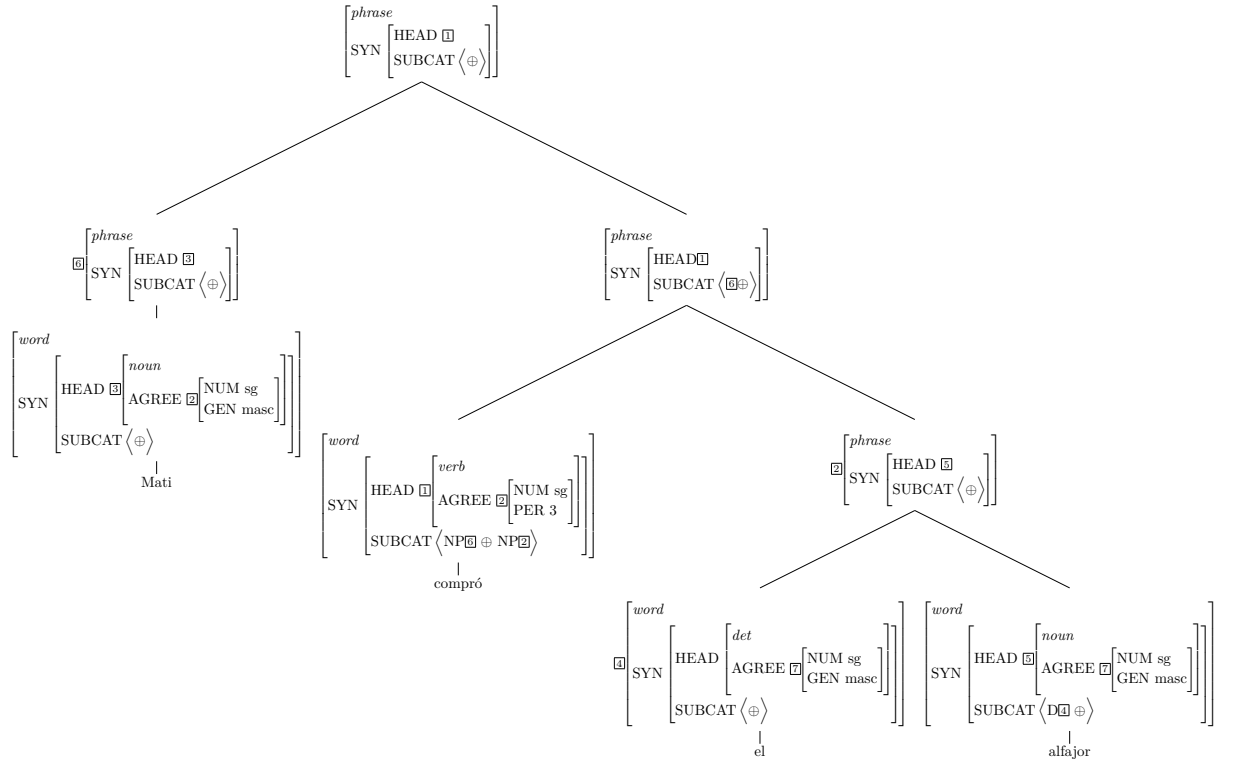 phrase
SYN
HEAD 1
SUBCAT ⟨⊕⟩
6
phrase
SYN
HEAD 3
SUBCAT ⟨⊕⟩
phrase
SYN
HEAD1
SUBCAT ⟨6⊕⟩
word
SYN
HEAD 3
noun
AGREE 2
NUM sg
GEN masc
SUBCAT ⟨⊕⟩
Mati
word
SYN
HEAD 1
verb
AGREE 2
NUM sg
PER 3
SUBCAT ⟨NP6 ⊕ NP2⟩
compró
2
phrase
SYN
HEAD 5
SUBCAT ⟨⊕⟩
4
word
SYN
HEAD
det
AGREE 7
NUM sg
GEN masc
SUBCAT ⟨⊕⟩
el
word
SYN
HEAD 5
noun
AGREE 7
NUM sg
GEN masc
SUBCAT ⟨D4 ⊕⟩
alfajor